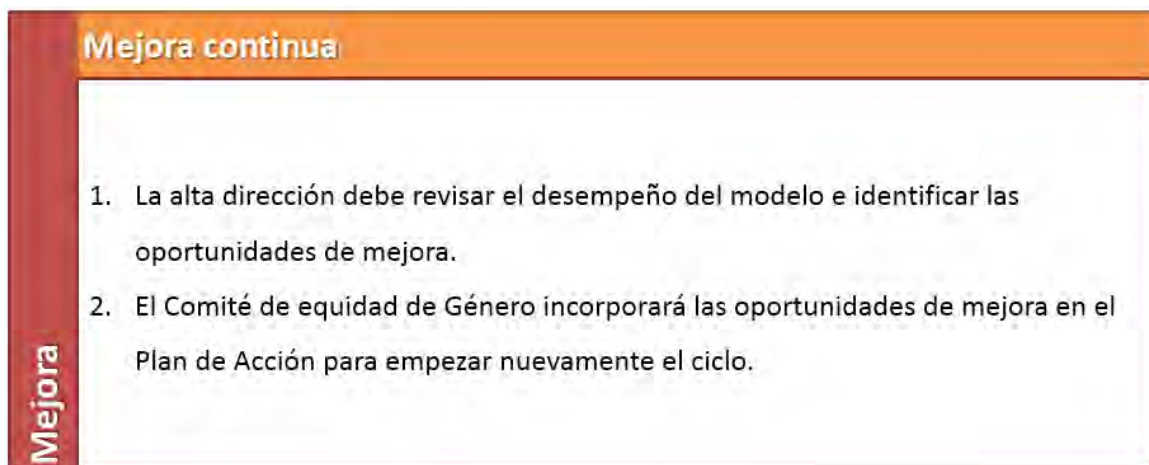 Mejora continua
1. La alta dirección debe revisar el desempeño del modelo e identificar las
oportunidades de mejora.
2. El Comité de equidad de Género incorporará las oportunidades de mejora en el
Plan de Acción para empezar nuevamente el ciclo.
Mejora